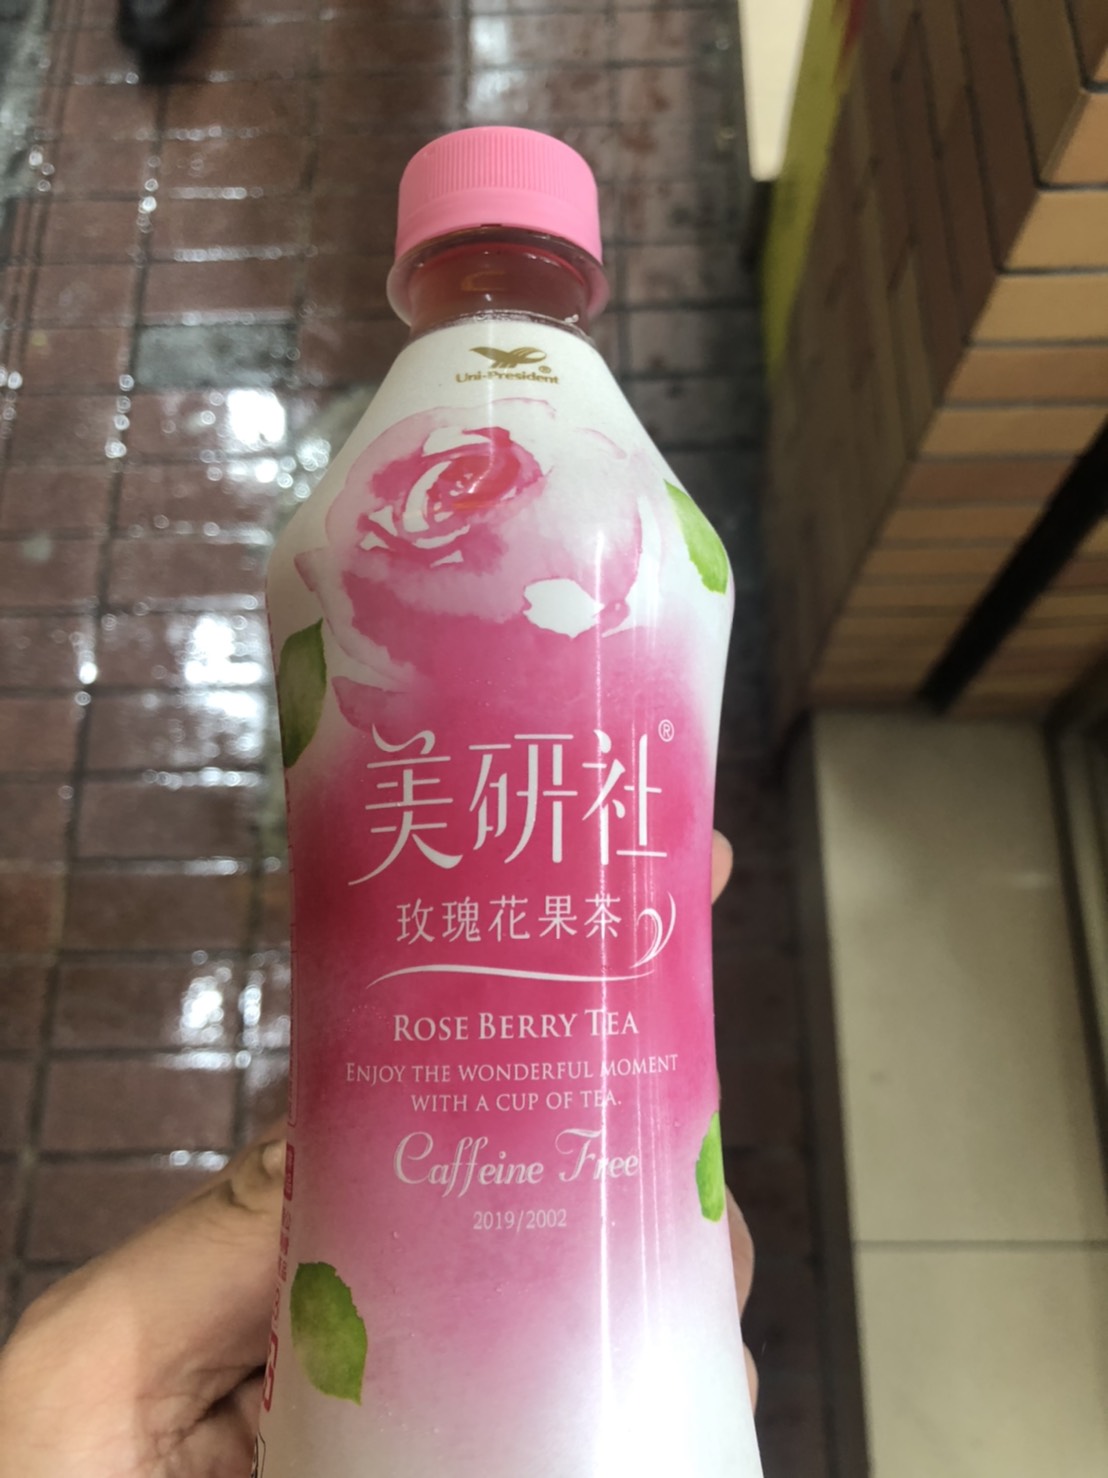 Uni-President®
美研社®
玫瑰花果茶
ROSE BERRY TEA
ENJOY THE WONDERFUL MOMENT
WITH A CUP OF TEA.
Caffeine Free
2019/2002